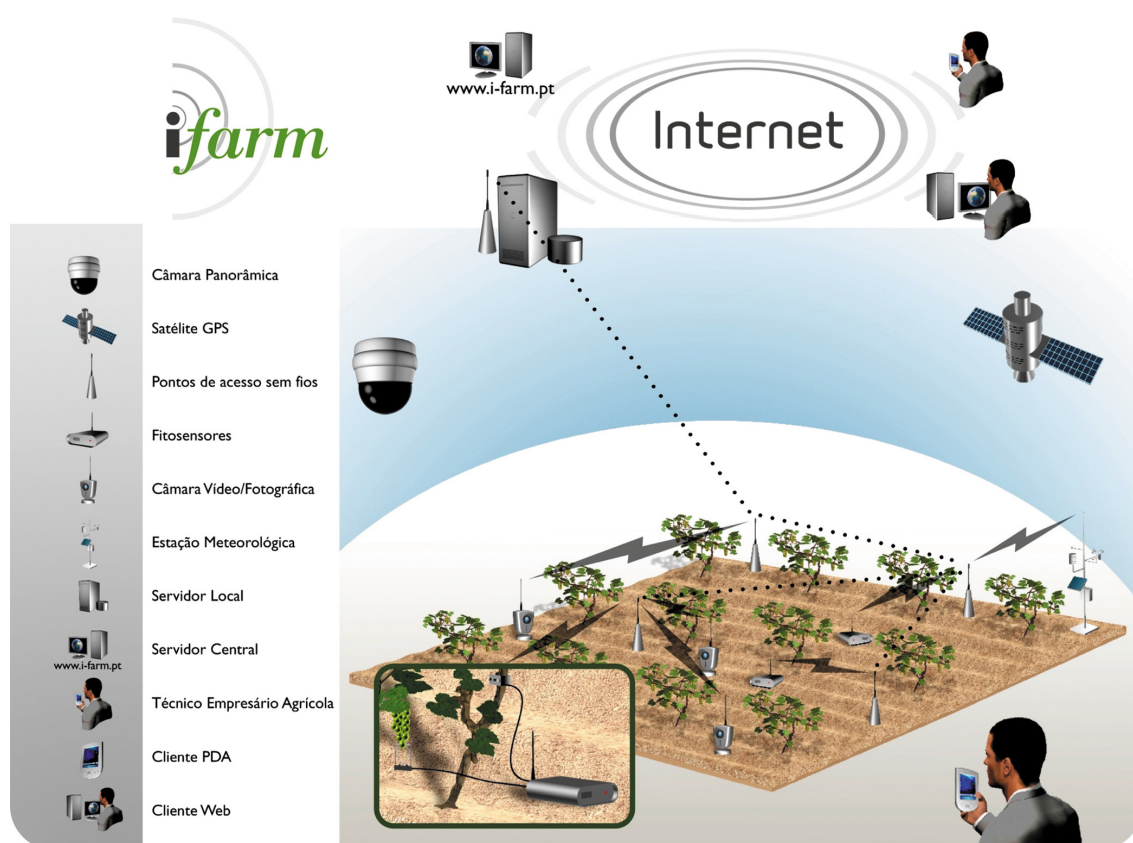 www.i-farm.pt
Internet
ifarm
Câmara Panorâmica
Satélite GPS
Pontos de acesso sem fios
Fitosensores
Câmara Vídeo/Fotográfica
Estação Meteorológica
Servidor Local
Servidor Central
www.i-farm.pt
Técnico Empresário Agrícola
Cliente PDA
Cliente Web